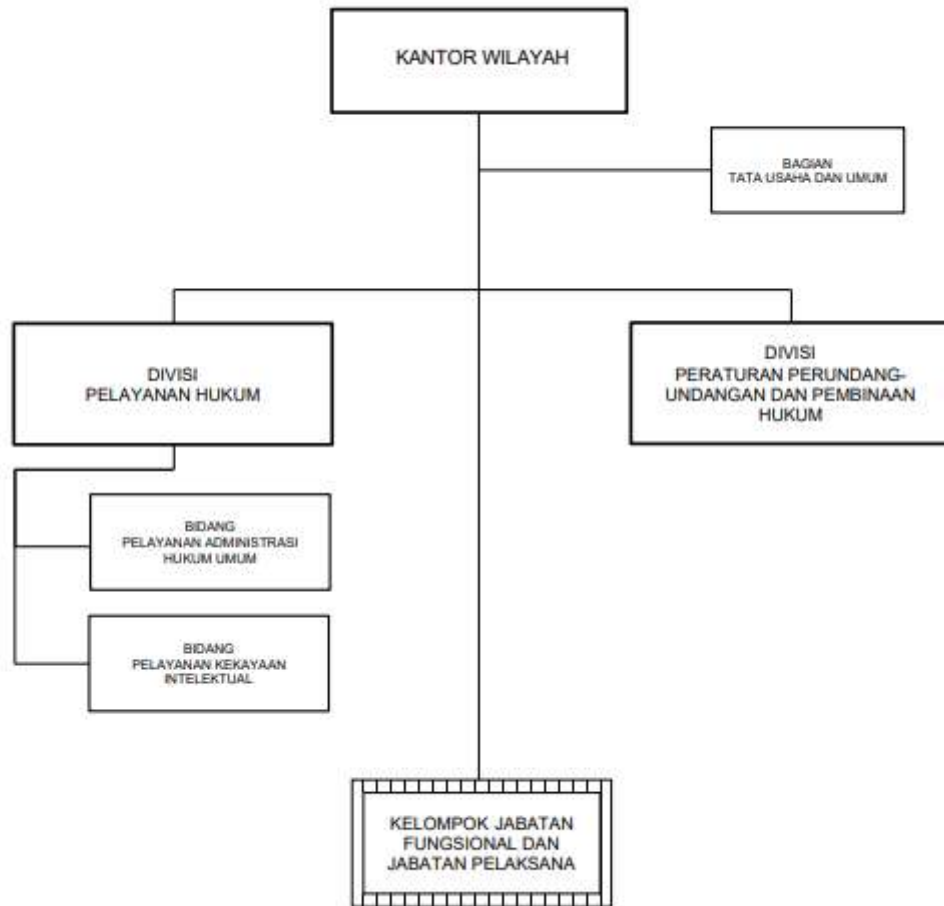 KANTOR WILAYAH
BAGIAN
TATA USAHA DAN UMUM
DIVISI
PELAYANAN HUKUM
DIVISI
PERATURAN PERUNDANG-
UNDANGAN DAN PEMBINAAN
HUKUM
BIDANG
PELAYANAN ADMINISTRASI
HUKUM UMUM
BIDANG
PELAYANAN KEKAYAAN
INTELEKTUAL
KELOMPOK JABATAN
FUNGSIONAL DAN
JABATAN PELAKSANA